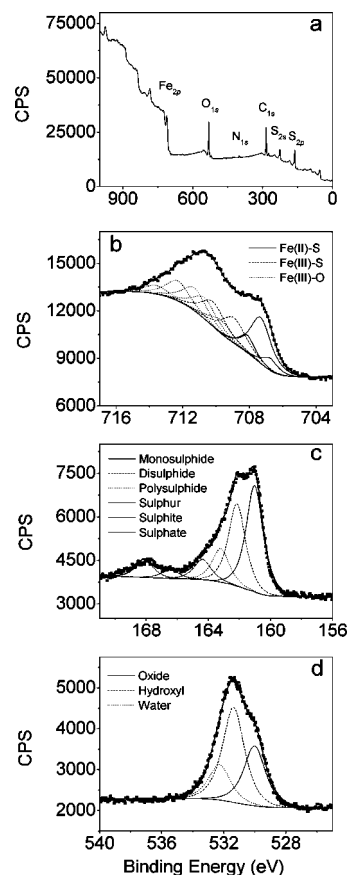 a
75000
50000
25000
0
CPS
Fe2p
O1s
N1s
C1s
S2s
S2p
900
600
300
0
b
15000
12000
9000
6000
CPS
Fe(II)-S
Fe(III)-S
Fe(III)-O
716
712
708
704
c
7500
6000
4500
3000
CPS
Monosulphide
Disulphide
Polysulphide
Sulphur
Sulphite
Sulphate
168
164
160
156
d
5000
4000
3000
2000
CPS
Oxide
Hydroxyl
Water
540
536
532
528
Binding Energy (eV)